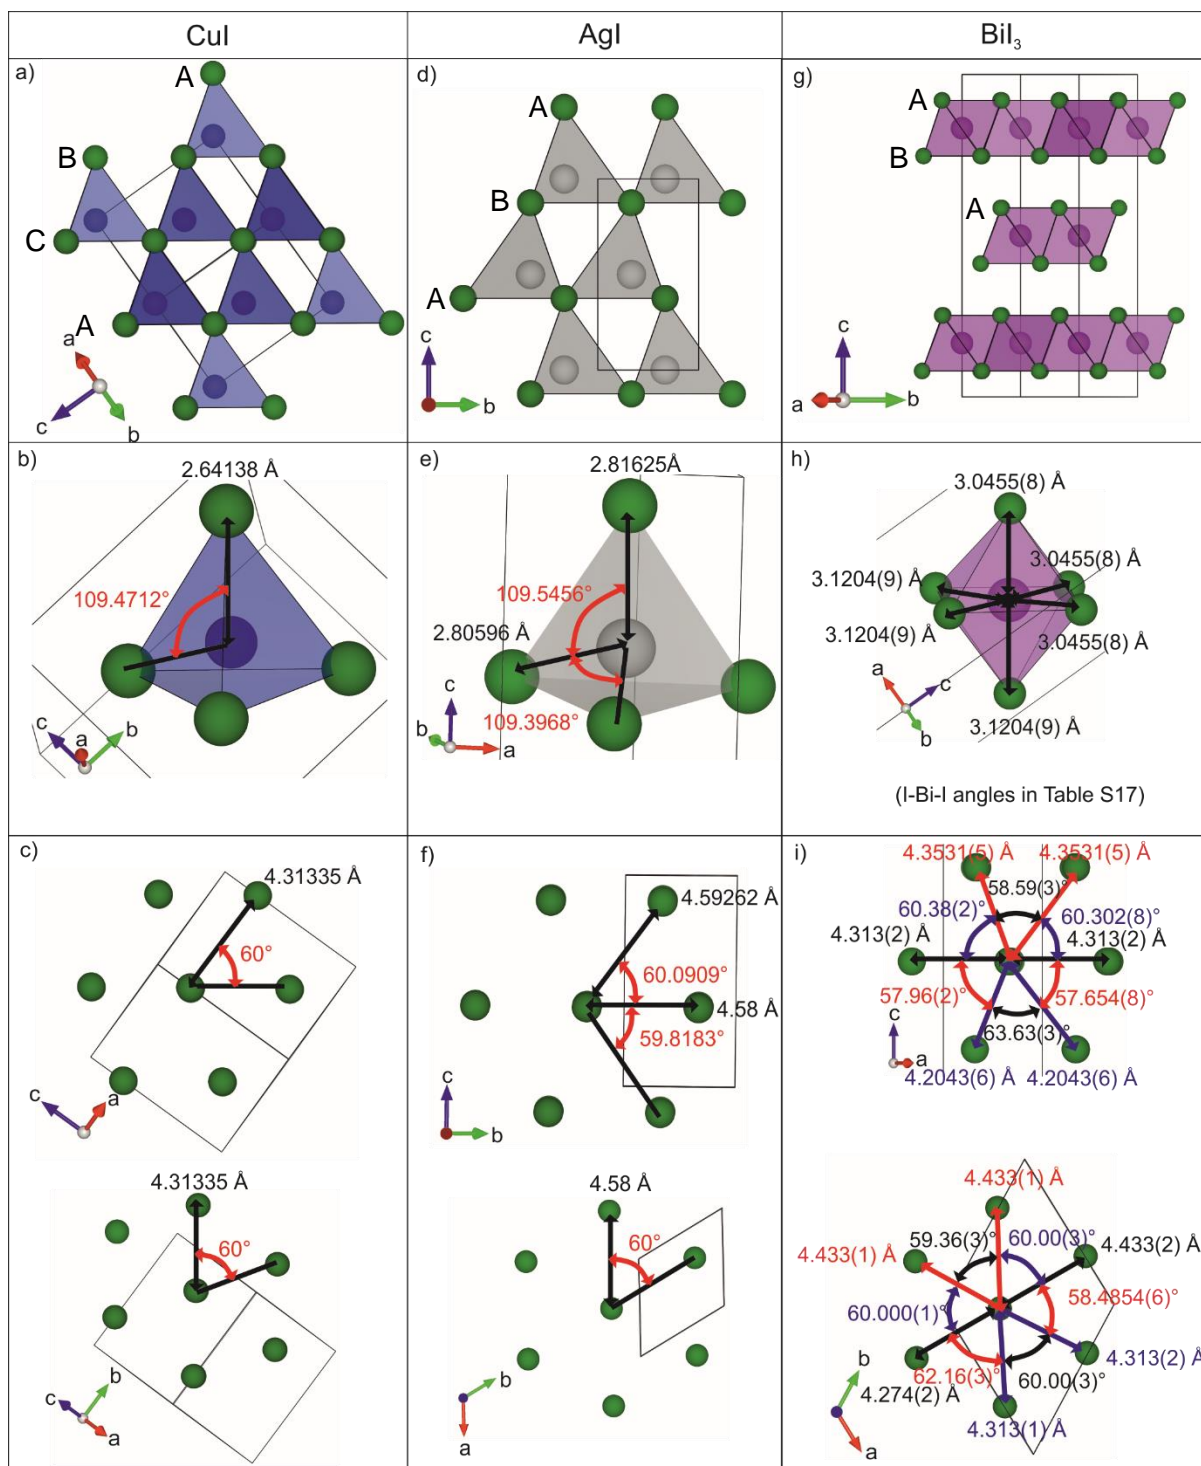 CuI
AgI
BiI₃
a)
A
B
C
A
a
c
b
d)
A
B
A
c
b
g)
A
B
A
c
a
b
b)
2.64138 Å
109.4712°
c
a
b
e)
2.81625Å
109.5456°
2.80596 Å
109.3968°
c
b
a
h)
3.0455(8) Å
3.0455(8) Å
3.1204(9) Å
3.1204(9) Å
3.0455(8) Å
3.1204(9) Å
a
c
b
(I-Bi-I angles in Table S17)
c)
4.31335 Å
60°
c
a
4.31335 Å
60°
b
c
a
f)
4.59262 Å
60.0909°
4.58 Å
59.8183°
c
b
4.58 Å
60°
b
a
i)
4.3531(5) Å
4.3531(5) Å
58.59(3)°
60.38(2)°
60.302(8)°
4.313(2) Å
4.313(2) Å
57.96(2)°
57.654(8)°
63.63(3)°
c
a
4.2043(6) Å
4.2043(6) Å
4.433(1) Å
59.36(3)°
60.00(3)°
4.433(2) Å
4.433(1) Å
58.4854(6)°
60.000(1)°
4.313(2) Å
62.16(3)°
60.00(3)°
4.274(2) Å
4.313(1) Å
b
a